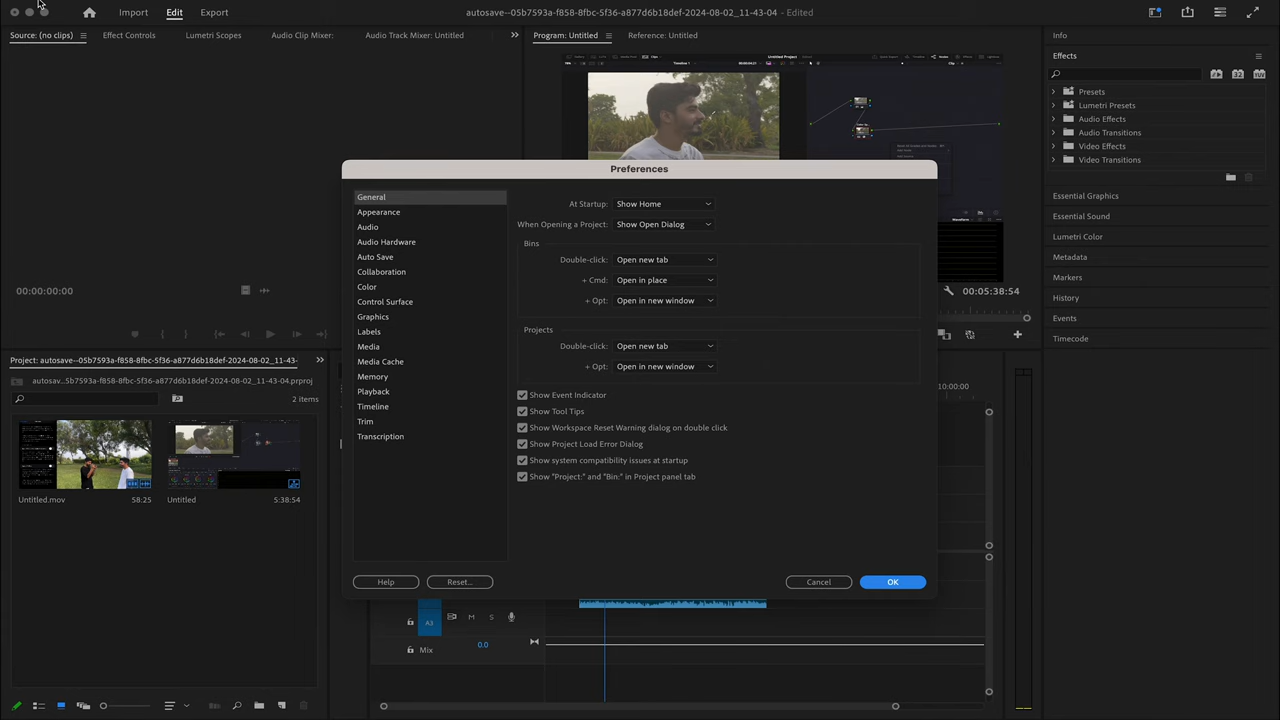 Import Edit Export
autosave--05b7593a-f858-8fbc-5f36-a877d6b18def-2024-08-02_11-43-04 - Edited
Source: (no clips) Effect Controls Lumetri Scopes Audio Clip Mixer: Audio Track Mixer: Untitled
Program: Untitled Reference: Untitled
Info
Effects
Presets
Lumetri Presets
Audio Effects
Audio Transitions
Video Effects
Video Transitions
Essential Graphics
Essential Sound
Lumetri Color
Metadata
Markers
History
Events
Timecode
00:00:00:00
00:05:38:54
Preferences
General
Appearance
Audio
Audio Hardware
Auto Save
Collaboration
Color
Control Surface
Graphics
Labels
Media
Media Cache
Memory
Playback
Timeline
Trim
Transcription
At Startup: Show Home
When Opening a Project: Show Open Dialog
Bins
Double-click: Open new tab
+ Cmd: Open in place
+ Opt: Open in new window
Projects
Double-click: Open new tab
+ Opt: Open in new window
Show Event Indicator
Show Tool Tips
Show Workspace Reset Warning dialog on double click
Show Project Load Error Dialog
Show system compatibility issues at startup
Show "Project:" and "Bin:" in Project panel tab
Help Reset... Cancel OK
Project: autosave--05b7593a-f858-8fbc-5f36-a877d6b18def-2024-08-02_11-43-04
autosav...5b7593a-f858-8fbc-5f36-a877d6b18def-2024-08-02_11-43-04.prproj
2 items
Untitled.mov 58:25
Untitled 5:38:54
00:10:00:00
A3 M S
Mix 0.0